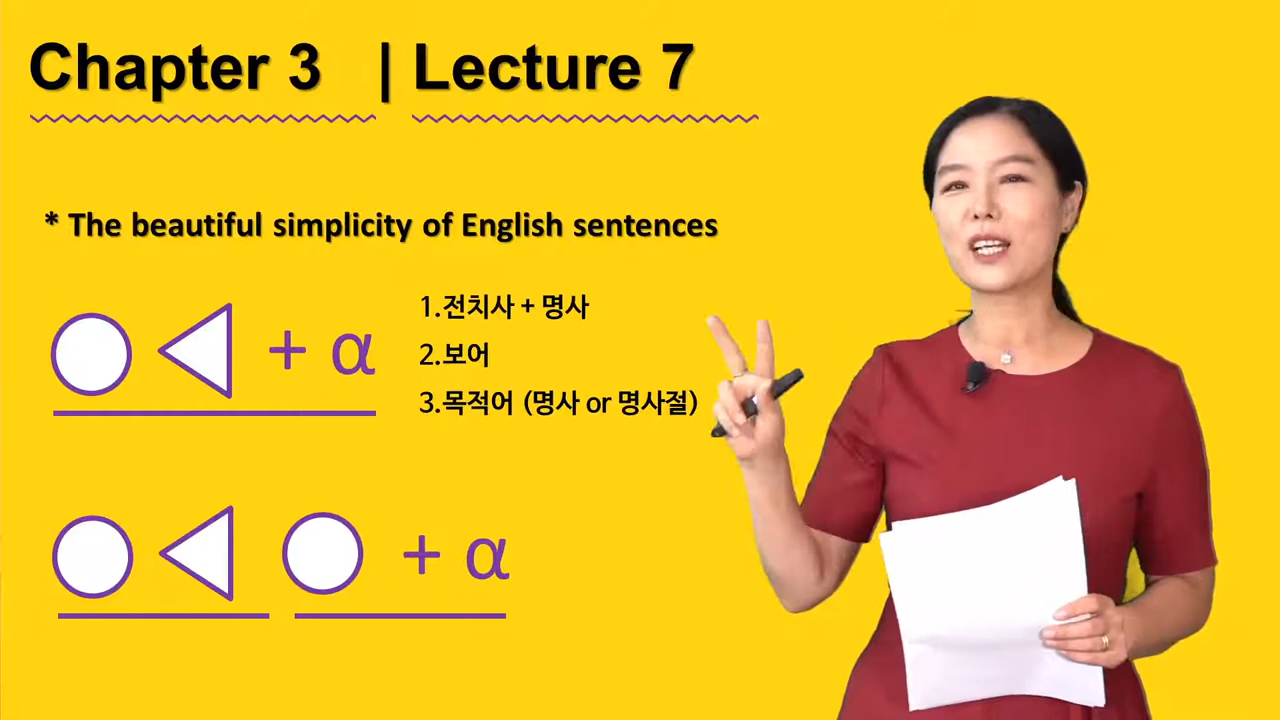 Chapter 3 | Lecture 7
* The beautiful simplicity of English sentences
1.전치사 + 명사
2.보어
3.목적어 (명사 or 명사절)
+ α
+ α